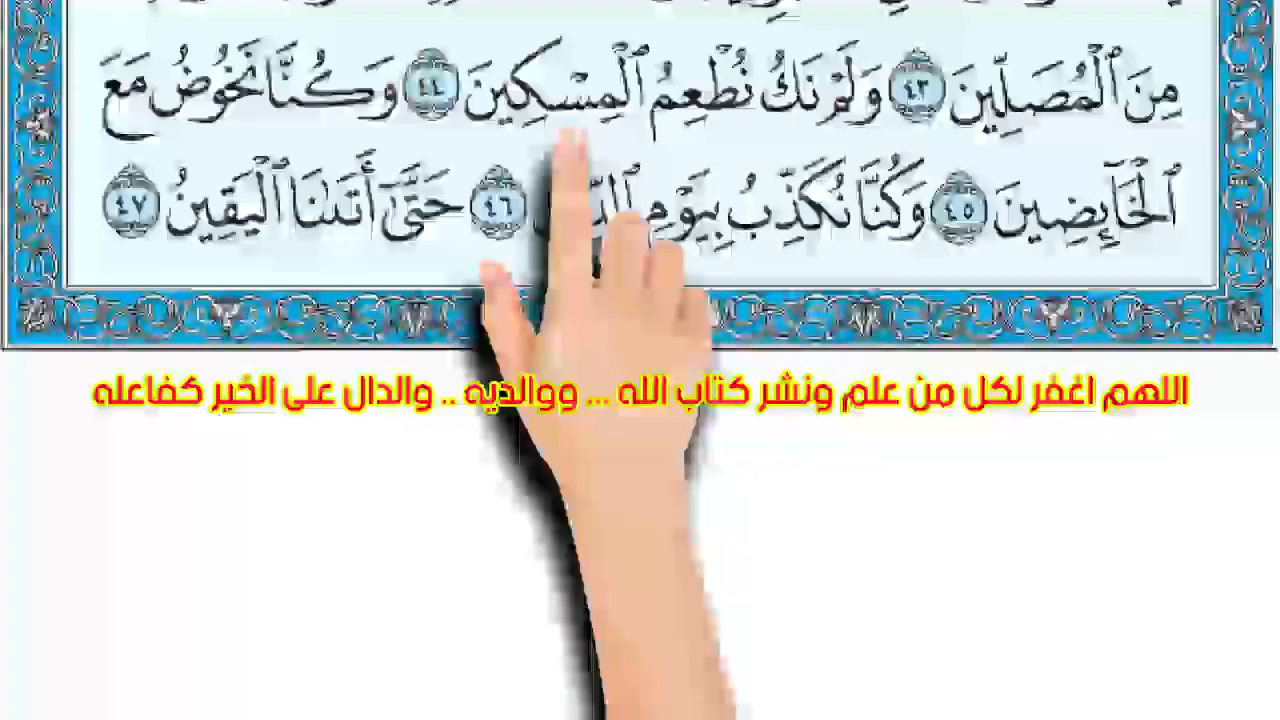 مِنَ ٱلْمُصَلِّينَ ٤٣ وَلَمْ نَكُ نُطْعِمُ ٱلْمِسْكِينَ ٤٤ وَكُنَّا نَخُوضُ مَعَ
ٱلْخَآئِضِينَ ٤٥ وَكُنَّا نُكَذِّبُ بِيَوْمِ ٤٦ حَتَّىٰٓ أَتَىٰنَا ٱلْيَقِينُ ٤٧
اللهم اغفر لكل من علم ونشر كتاب الله ... ووالديه .. والدال على الخير كفاعله